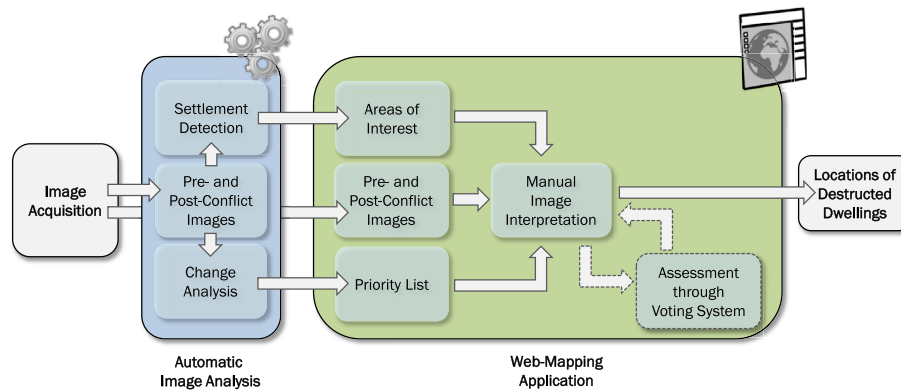 Image
Acquisition
Settlement
Detection
Pre- and
Post-Conflict
Images
Change
Analysis
Automatic
Image Analysis
Areas of
Interest
Pre- and
Post-Conflict
Images
Priority List
Manual
Image
Interpretation
Assessment
through
Voting System
Web-Mapping
Application
Locations of
Destructed
Dwellings